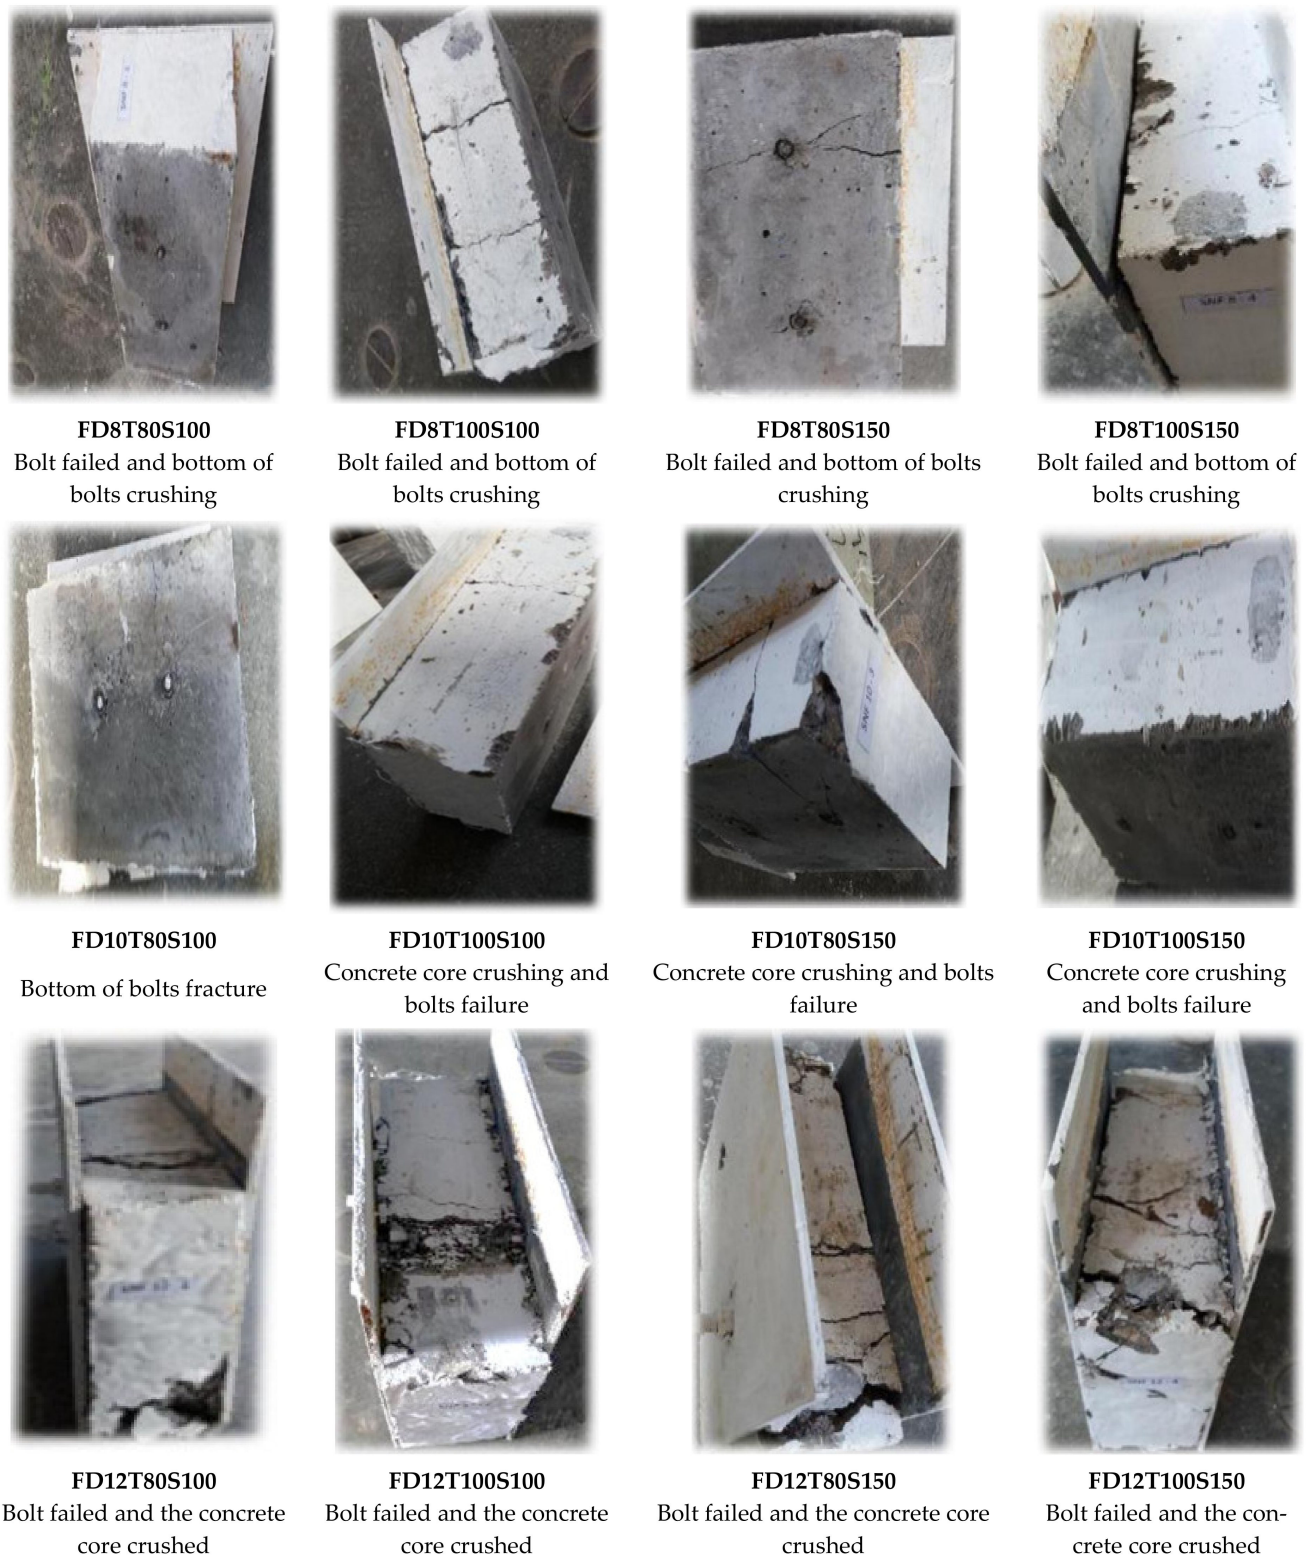 FD8T80S100
Bolt failed and bottom of
bolts crushing
FD8T100S100
Bolt failed and bottom of
bolts crushing
FD8T80S150
Bolt failed and bottom of bolts
crushing
FD8T100S150
Bolt failed and bottom of
bolts crushing
FD10T80S100
Bottom of bolts fracture
FD10T100S100
Concrete core crushing and
bolts failure
FD10T80S150
Concrete core crushing and bolts
failure
FD10T100S150
Concrete core crushing
and bolts failure
FD12T80S100
Bolt failed and the concrete
core crushed
FD12T100S100
Bolt failed and the concrete
core crushed
FD12T80S150
Bolt failed and the concrete core
crushed
FD12T100S150
Bolt failed and the con-
crete core crushed